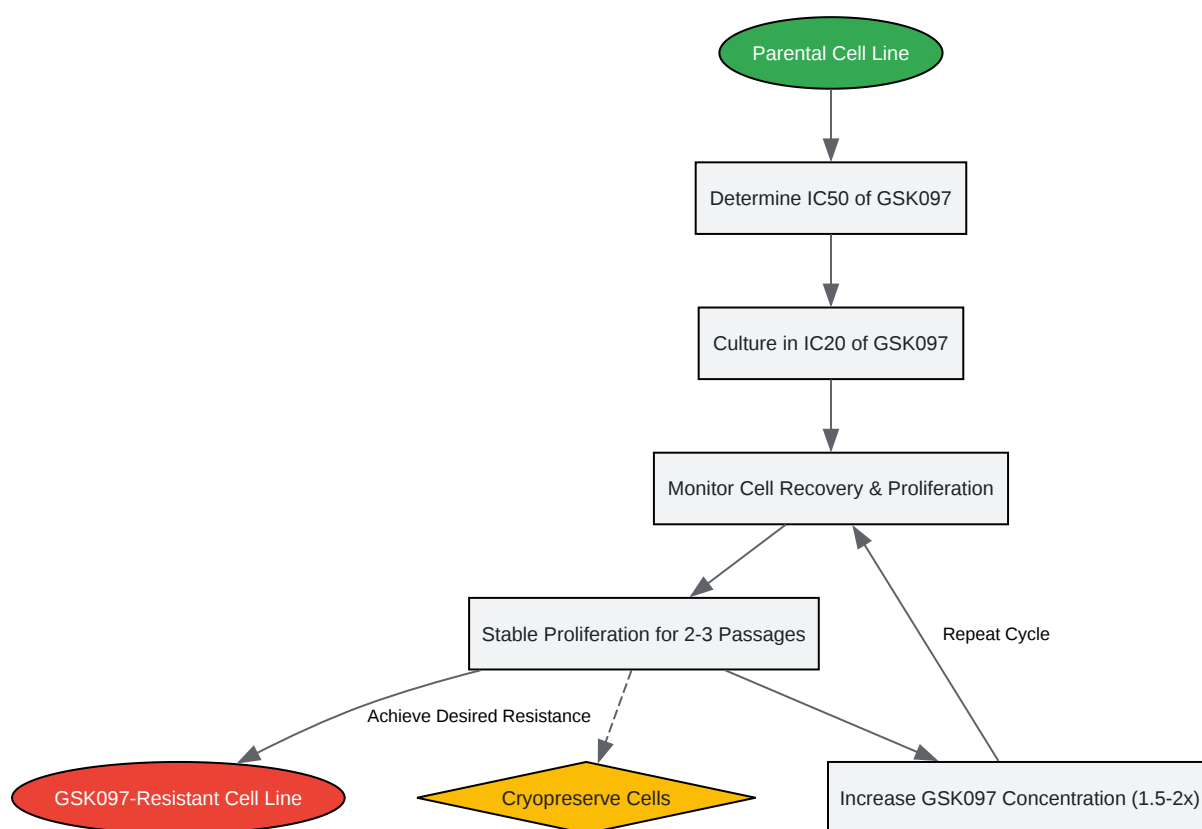 Parental Cell Line
Determine IC50 of GSK097
Culture in IC20 of GSK097
Monitor Cell Recovery & Proliferation
Stable Proliferation for 2-3 Passages
Repeat Cycle
Achieve Desired Resistance
GSK097-Resistant Cell Line
Cryopreserve Cells
Increase GSK097 Concentration (1.5-2x)